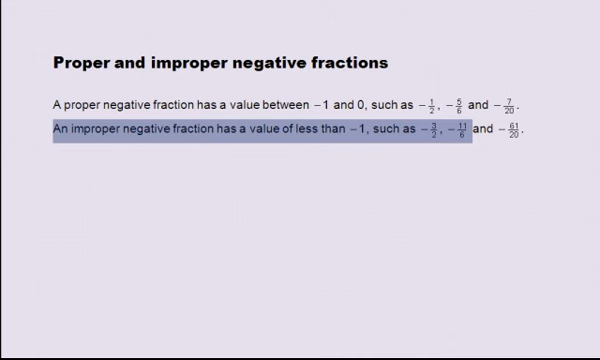 Proper and improper negative fractions
A proper negative fraction has a value between −1 and 0, such as −1/2, −5/6 and −7/20.
An improper negative fraction has a value of less than −1, such as −3/2, −11/6 and −61/20.